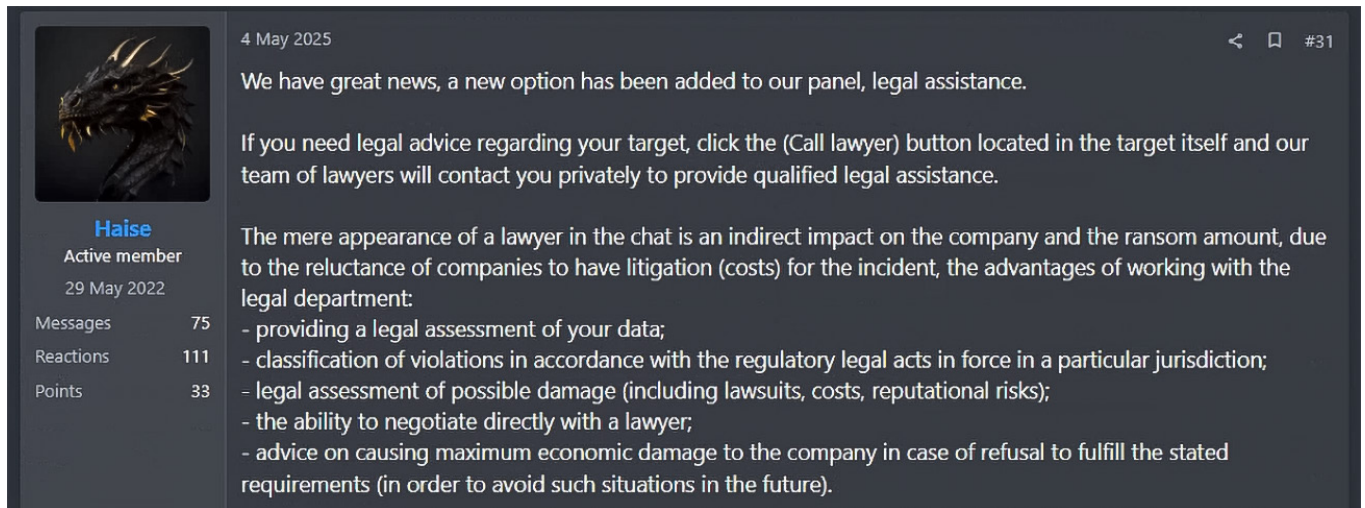 4 May 2025
#31
We have great news, a new option has been added to our panel, legal assistance.
If you need legal advice regarding your target, click the (Call lawyer) button located in the target itself and our
team of lawyers will contact you privately to provide qualified legal assistance.
Haise
Active member
29 May 2022
Messages 75
Reactions 111
Points 33
The mere appearance of a lawyer in the chat is an indirect impact on the company and the ransom amount, due
to the reluctance of companies to have litigation (costs) for the incident, the advantages of working with the
legal department:
- providing a legal assessment of your data;
- classification of violations in accordance with the regulatory legal acts in force in a particular jurisdiction;
- legal assessment of possible damage (including lawsuits, costs, reputational risks);
- the ability to negotiate directly with a lawyer;
- advice on causing maximum economic damage to the company in case of refusal to fulfill the stated
requirements (in order to avoid such situations in the future).